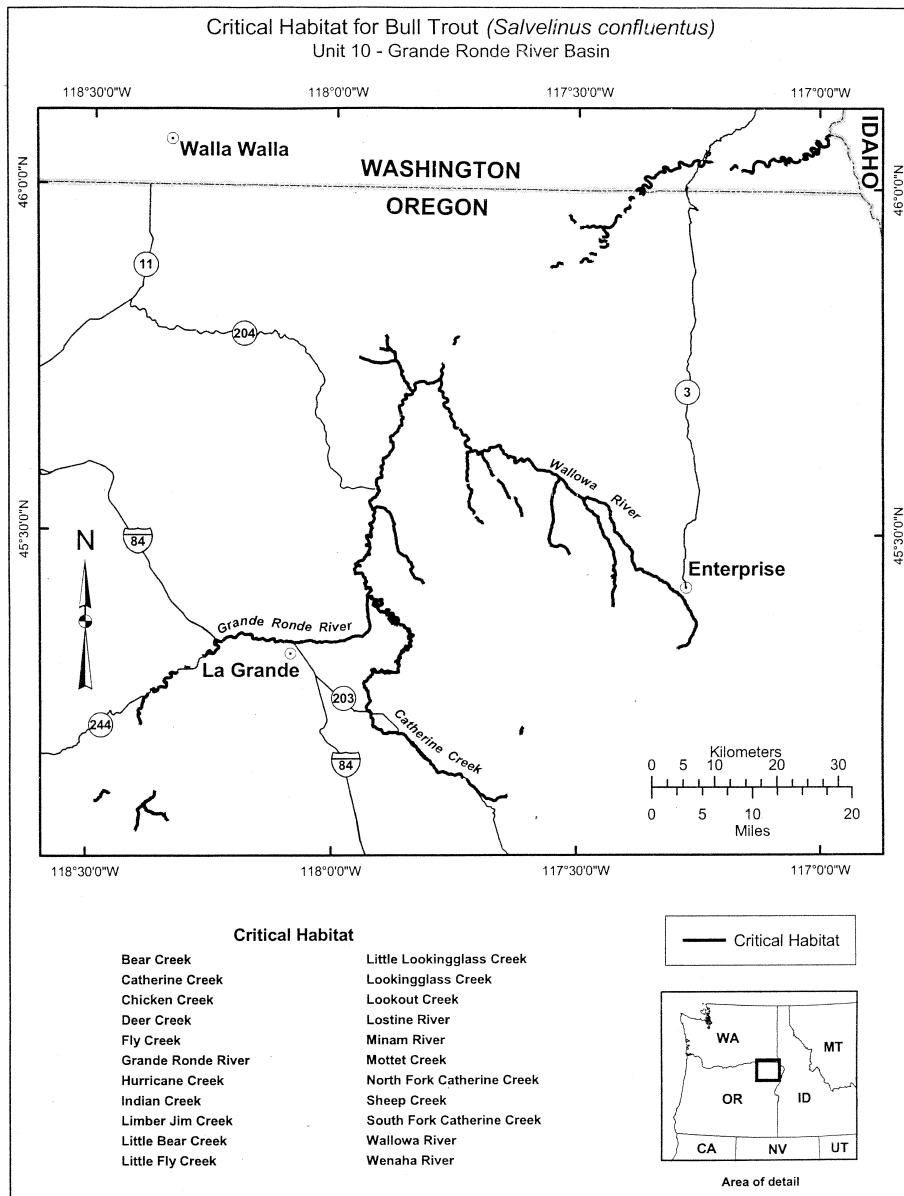 Critical Habitat for Bull Trout (Salvelinus confluentus)
Unit 10 - Grande Ronde River Basin
118°30'0"W 118°0'0"W 117°30'0"W 117°0'0"W
Walla Walla
WASHINGTON
OREGON
IDAHO
46°0'0"N
46°0'0"N
11
204
3
Wallowa River
45°30'0"N
45°30'0"N
N
84
Enterprise
Grande Ronde River
La Grande
203
244
Catherine Creek
84
Kilometers
0 5 10 20 30
0 5 10 20
Miles
118°30'0"W 118°0'0"W 117°30'0"W 117°0'0"W
Critical Habitat
Bear Creek
Catherine Creek
Chicken Creek
Deer Creek
Fly Creek
Grande Ronde River
Hurricane Creek
Indian Creek
Limber Jim Creek
Little Bear Creek
Little Fly Creek
Little Lookingglass Creek
Lookingglass Creek
Lookout Creek
Lostine River
Minam River
Mottet Creek
North Fork Catherine Creek
Sheep Creek
South Fork Catherine Creek
Wallowa River
Wenaha River
Critical Habitat
WA
MT
OR
ID
CA
NV
UT
Area of detail